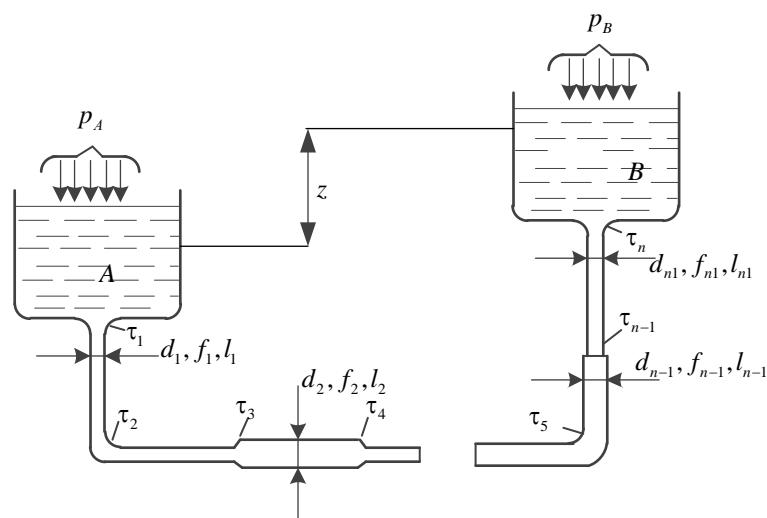 p_B
p_A
z
B
A
τ_n
d_{n1}, f_{n1}, l_{n1}
τ_1
τ_{n−1}
d_1, f_1, l_1
d_{n−1}, f_{n−1}, l_{n−1}
d_2, f_2, l_2
τ_2
τ_3
τ_4
τ_5